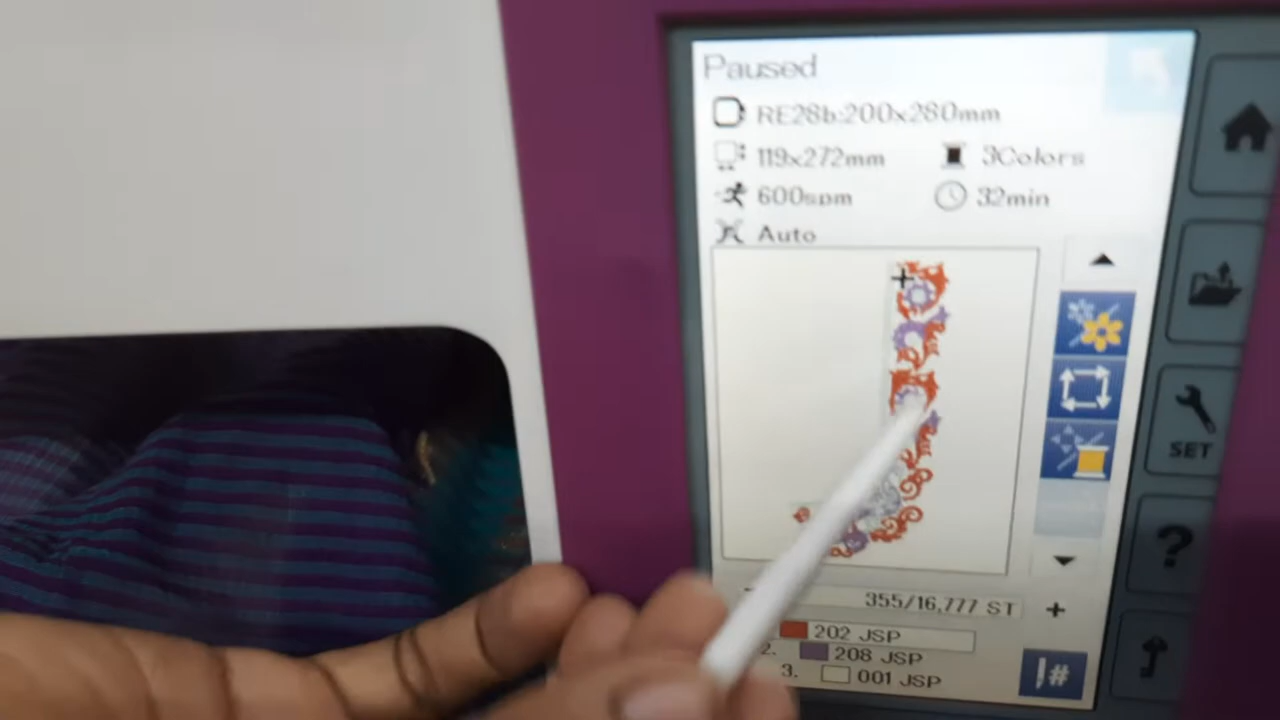 Paused
RE28b:200x280mm
119x272mm 3Colors
600spm 32min
Auto
355/16,777 ST +
202 JSP
2. 208 JSP
3. 001 JSP
#
SET
?